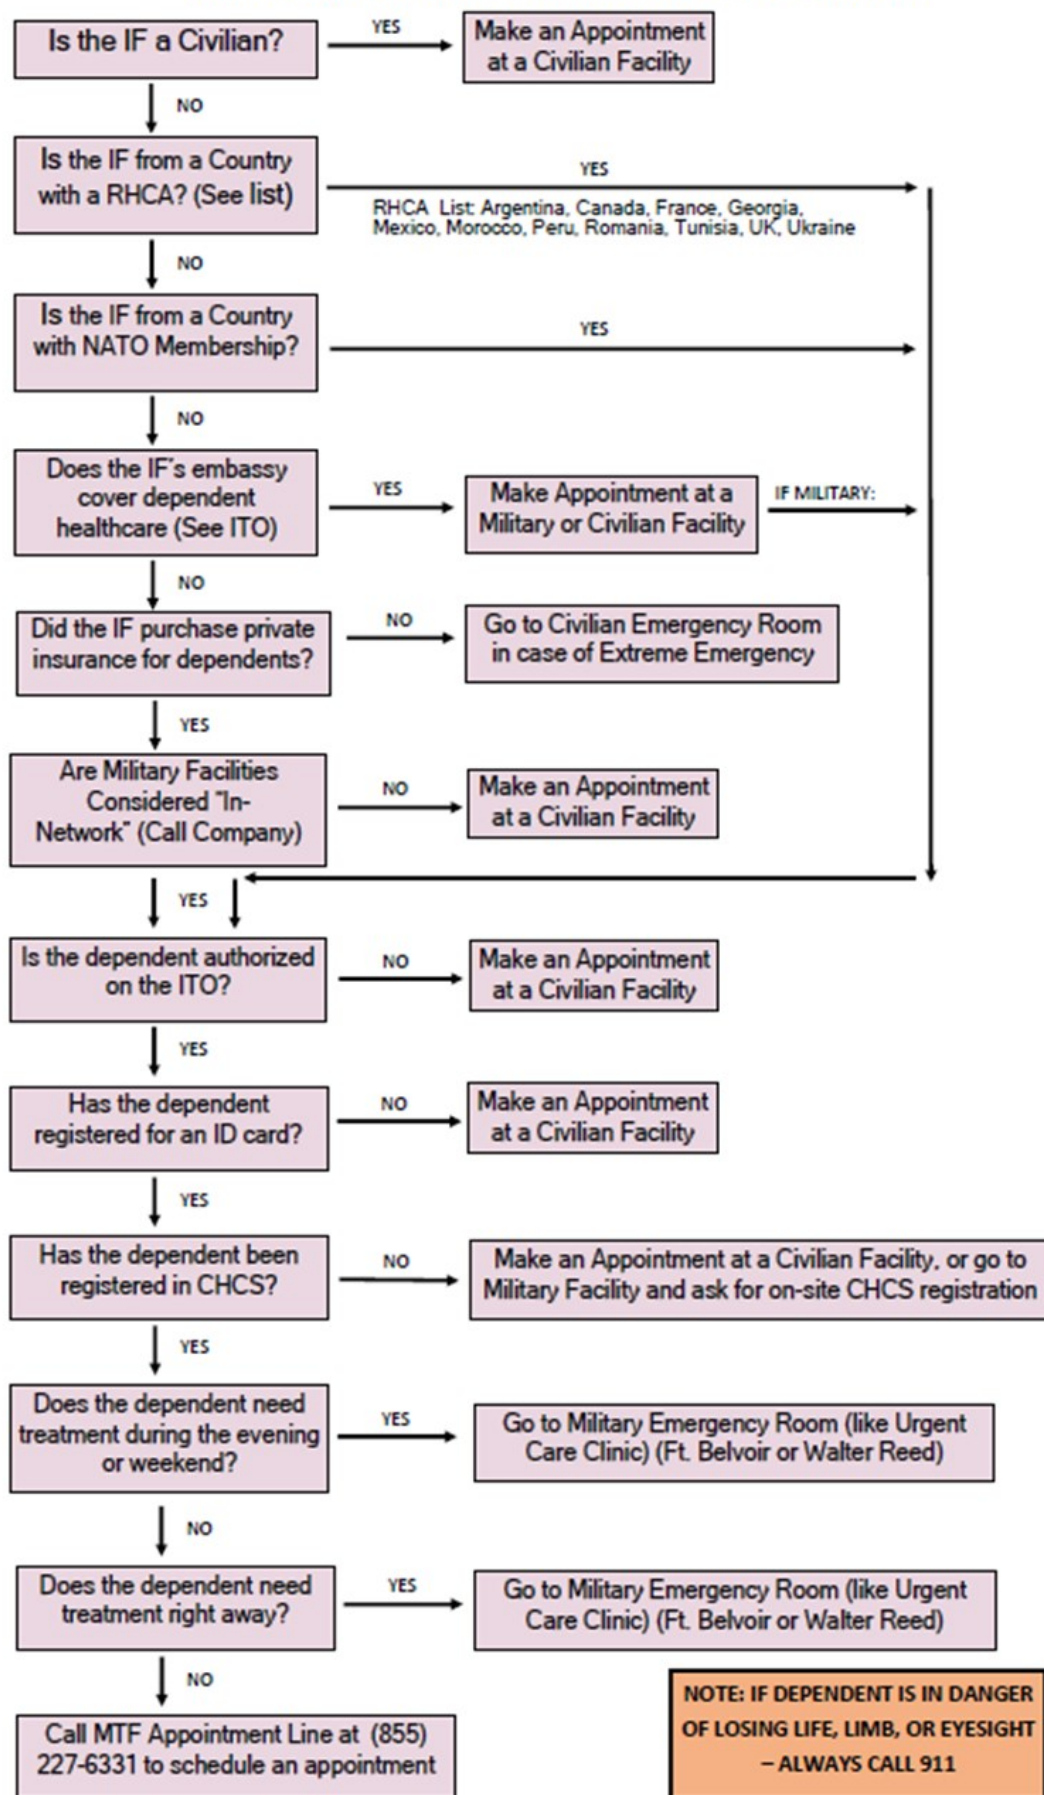 Is the IF a Civilian?
YES
Make an Appointment
at a Civilian Facility
NO
Is the IF from a Country
with a RHCA? (See list)
YES
RHCA List: Argentina, Canada, France, Georgia,
Mexico, Morocco, Peru, Romania, Tunisia, UK, Ukraine
NO
Is the IF from a Country
with NATO Membership?
YES
NO
Does the IF's embassy
cover dependent
healthcare (See ITO)
YES
Make Appointment at a
Military or Civilian Facility
IF MILITARY:
NO
Did the IF purchase private
insurance for dependents?
NO
Go to Civilian Emergency Room
in case of Extreme Emergency
YES
Are Military Facilities
Considered "In-
Network" (Call Company)
NO
Make an Appointment
at a Civilian Facility
YES
Is the dependent authorized
on the ITO?
NO
Make an Appointment
at a Civilian Facility
YES
Has the dependent
registered for an ID card?
NO
Make an Appointment
at a Civilian Facility
YES
Has the dependent been
registered in CHCS?
NO
Make an Appointment at a Civilian Facility, or go to
Military Facility and ask for on-site CHCS registration
YES
Does the dependent need
treatment during the evening
or weekend?
YES
Go to Military Emergency Room (like Urgent
Care Clinic) (Ft. Belvoir or Walter Reed)
NO
Does the dependent need
treatment right away?
YES
Go to Military Emergency Room (like Urgent
Care Clinic) (Ft. Belvoir or Walter Reed)
NO
Call MTF Appointment Line at (855)
227-6331 to schedule an appointment
NOTE: IF DEPENDENT IS IN DANGER
OF LOSING LIFE, LIMB, OR EYESIGHT
– ALWAYS CALL 911